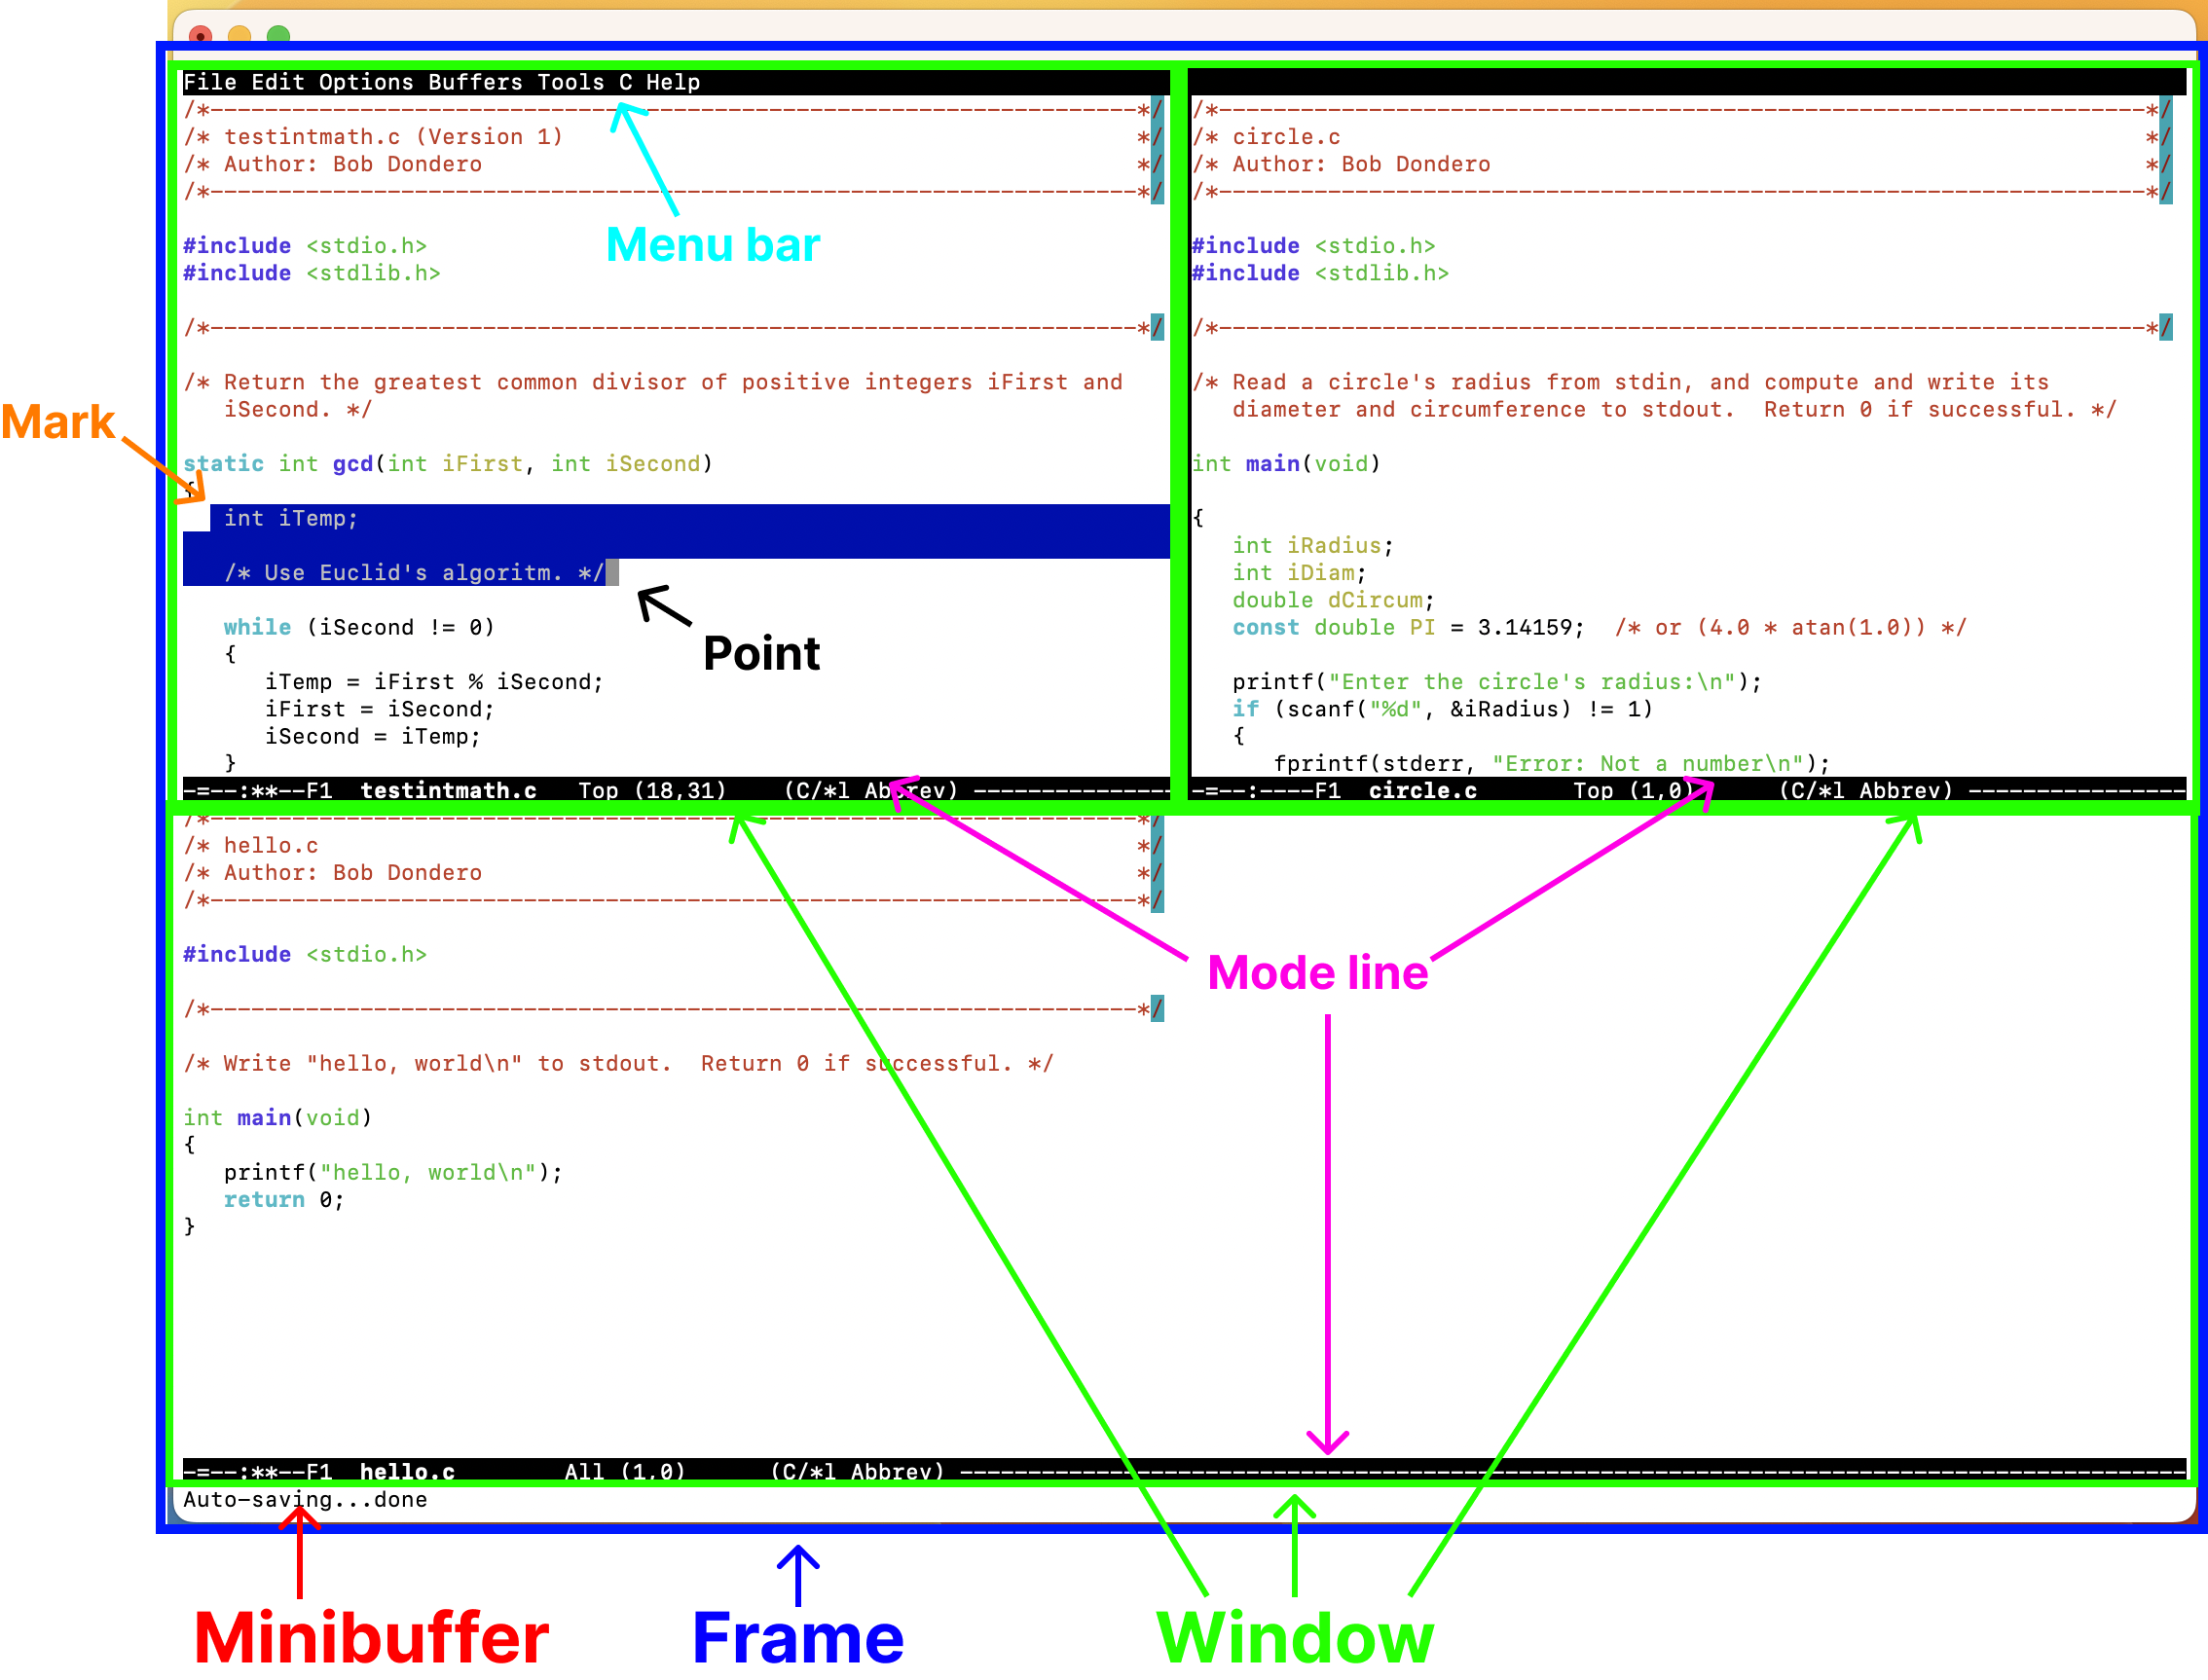 File Edit Options Buffers Tools C Help
/*--------------------------------------------------------------------*/
/* testintmath.c (Version 1)                                          */
/* Author: Bob Dondero                                                */
/*--------------------------------------------------------------------*/
Menu bar
#include <stdio.h>
#include <stdlib.h>
/*--------------------------------------------------------------------*/
/* Return the greatest common divisor of positive integers iFirst and
   iSecond. */
Mark
static int gcd(int iFirst, int iSecond)
{
   int iTemp;
   /* Use Euclid's algoritm. */
Point
   while (iSecond != 0)
   {
      iTemp = iFirst % iSecond;
      iFirst = iSecond;
      iSecond = iTemp;
   }
-=--:**--F1  testintmath.c   Top (18,31)    (C/*l Abbrev) ---------------
/*--------------------------------------------------------------------*/
/* circle.c                                                           */
/* Author: Bob Dondero                                                */
/*--------------------------------------------------------------------*/
#include <stdio.h>
#include <stdlib.h>
/*--------------------------------------------------------------------*/
/* Read a circle's radius from stdin, and compute and write its
   diameter and circumference to stdout.  Return 0 if successful. */
int main(void)
{
   int iRadius;
   int iDiam;
   double dCircum;
   const double PI = 3.14159;  /* or (4.0 * atan(1.0)) */
   printf("Enter the circle's radius:\n");
   if (scanf("%d", &iRadius) != 1)
   {
      fprintf(stderr, "Error: Not a number\n");
-=--:----F1  circle.c       Top (1,0)      (C/*l Abbrev) ----------------
/*--------------------------------------------------------------------*/
/* hello.c                                                            */
/* Author: Bob Dondero                                                */
/*--------------------------------------------------------------------*/
#include <stdio.h>
Mode line
/*--------------------------------------------------------------------*/
/* Write "hello, world\n" to stdout.  Return 0 if successful. */
int main(void)
{
   printf("hello, world\n");
   return 0;
}
-=--:**--F1  hello.c        All (1,0)      (C/*l Abbrev) ------------------------------------------------------------------------------------------
Auto-saving...done
Minibuffer
Frame
Window